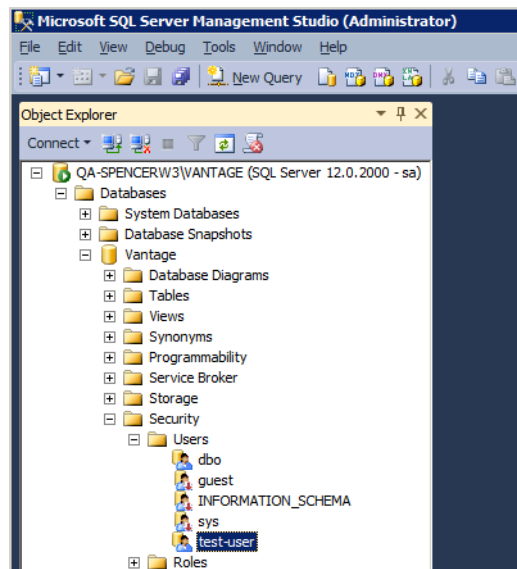 Microsoft SQL Server Management Studio (Administrator)
File Edit View Debug Tools Window Help
New Query
Object Explorer
Connect
QA-SPENCERW3\VANTAGE (SQL Server 12.0.2000 - sa)
Databases
System Databases
Database Snapshots
Vantage
Database Diagrams
Tables
Views
Synonyms
Programmability
Service Broker
Storage
Security
Users
dbo
guest
INFORMATION_SCHEMA
sys
test-user
Roles